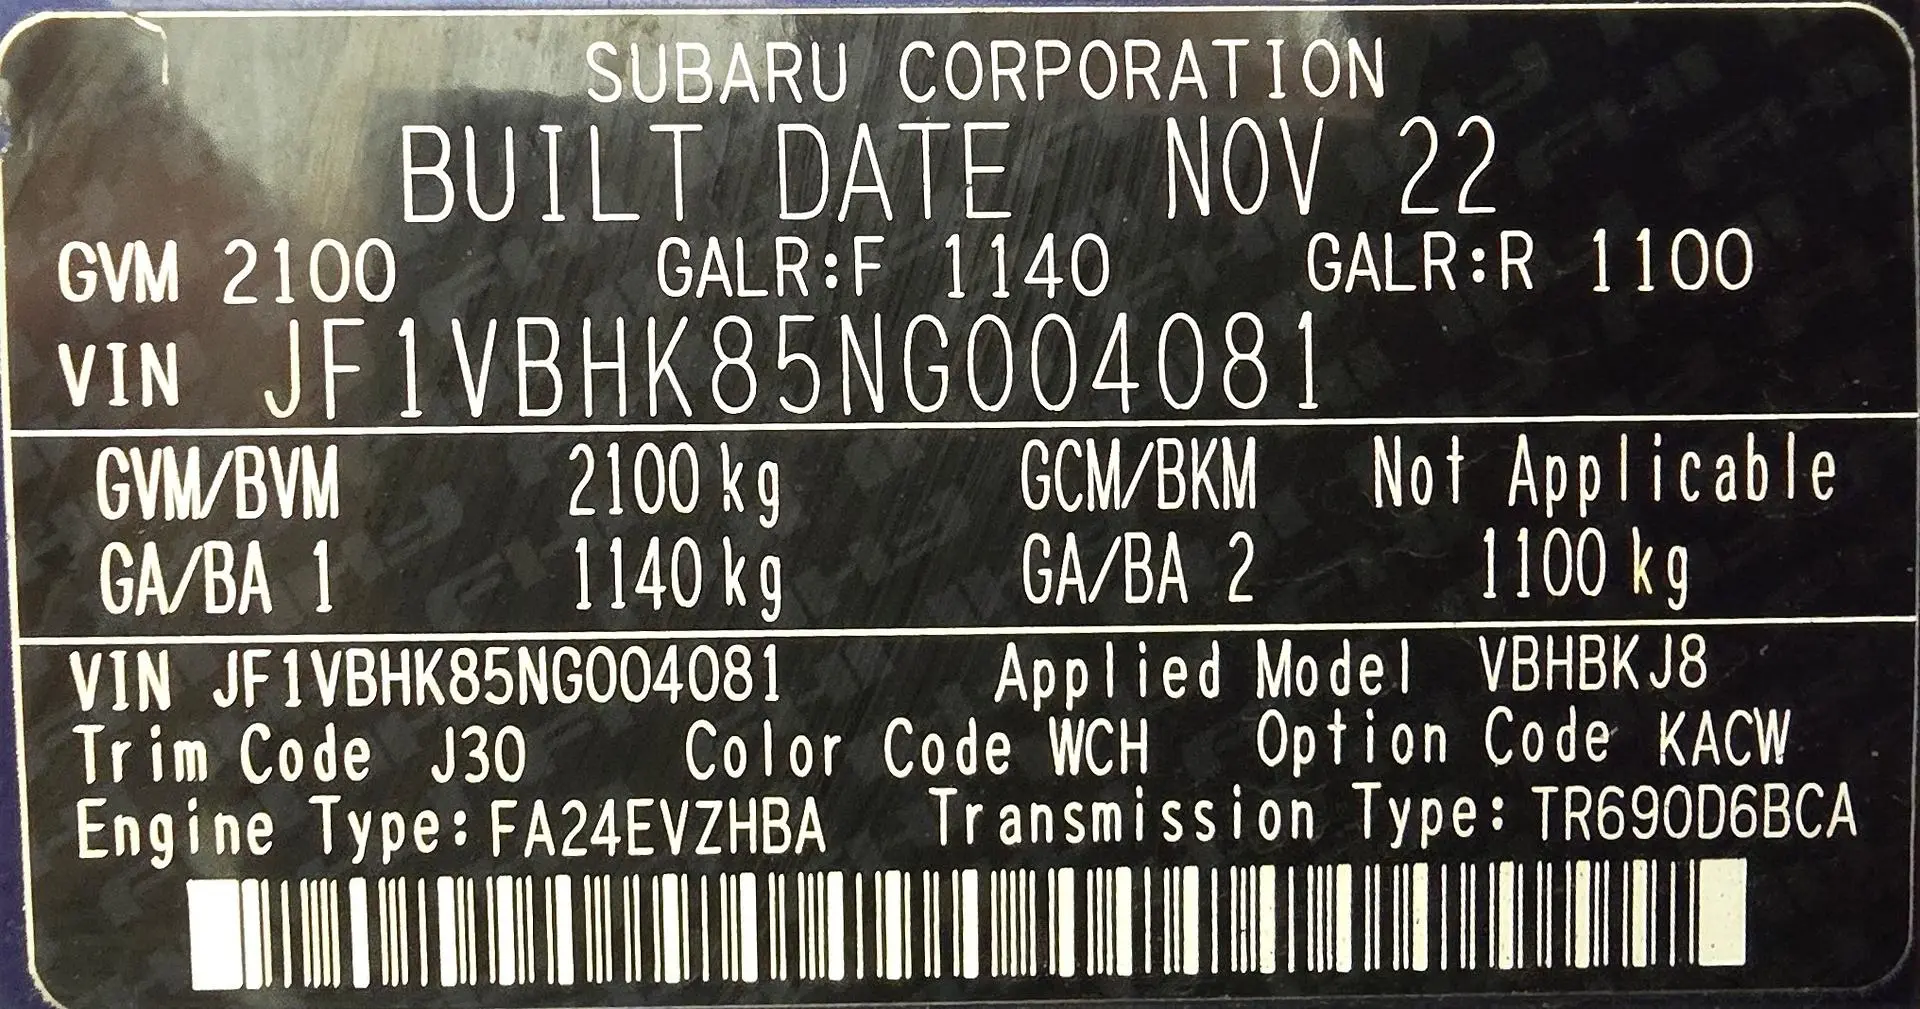 SUBARU CORPORATION
BUILT DATE NOV 22
GVM 2100 GALR:F 1140 GALR:R 1100
VIN JF1VBHK85NG004081
GVM/BVM 2100 kg GCM/BKM Not Applicable
GA/BA 1 1140 kg GA/BA 2 1100 kg
VIN JF1VBHK85NG004081 Applied Model VBHBKJ8
Trim Code J30 Color Code WCH Option Code KACW
Engine Type: FA24EVZHBA Transmission Type: TR690D6BCA